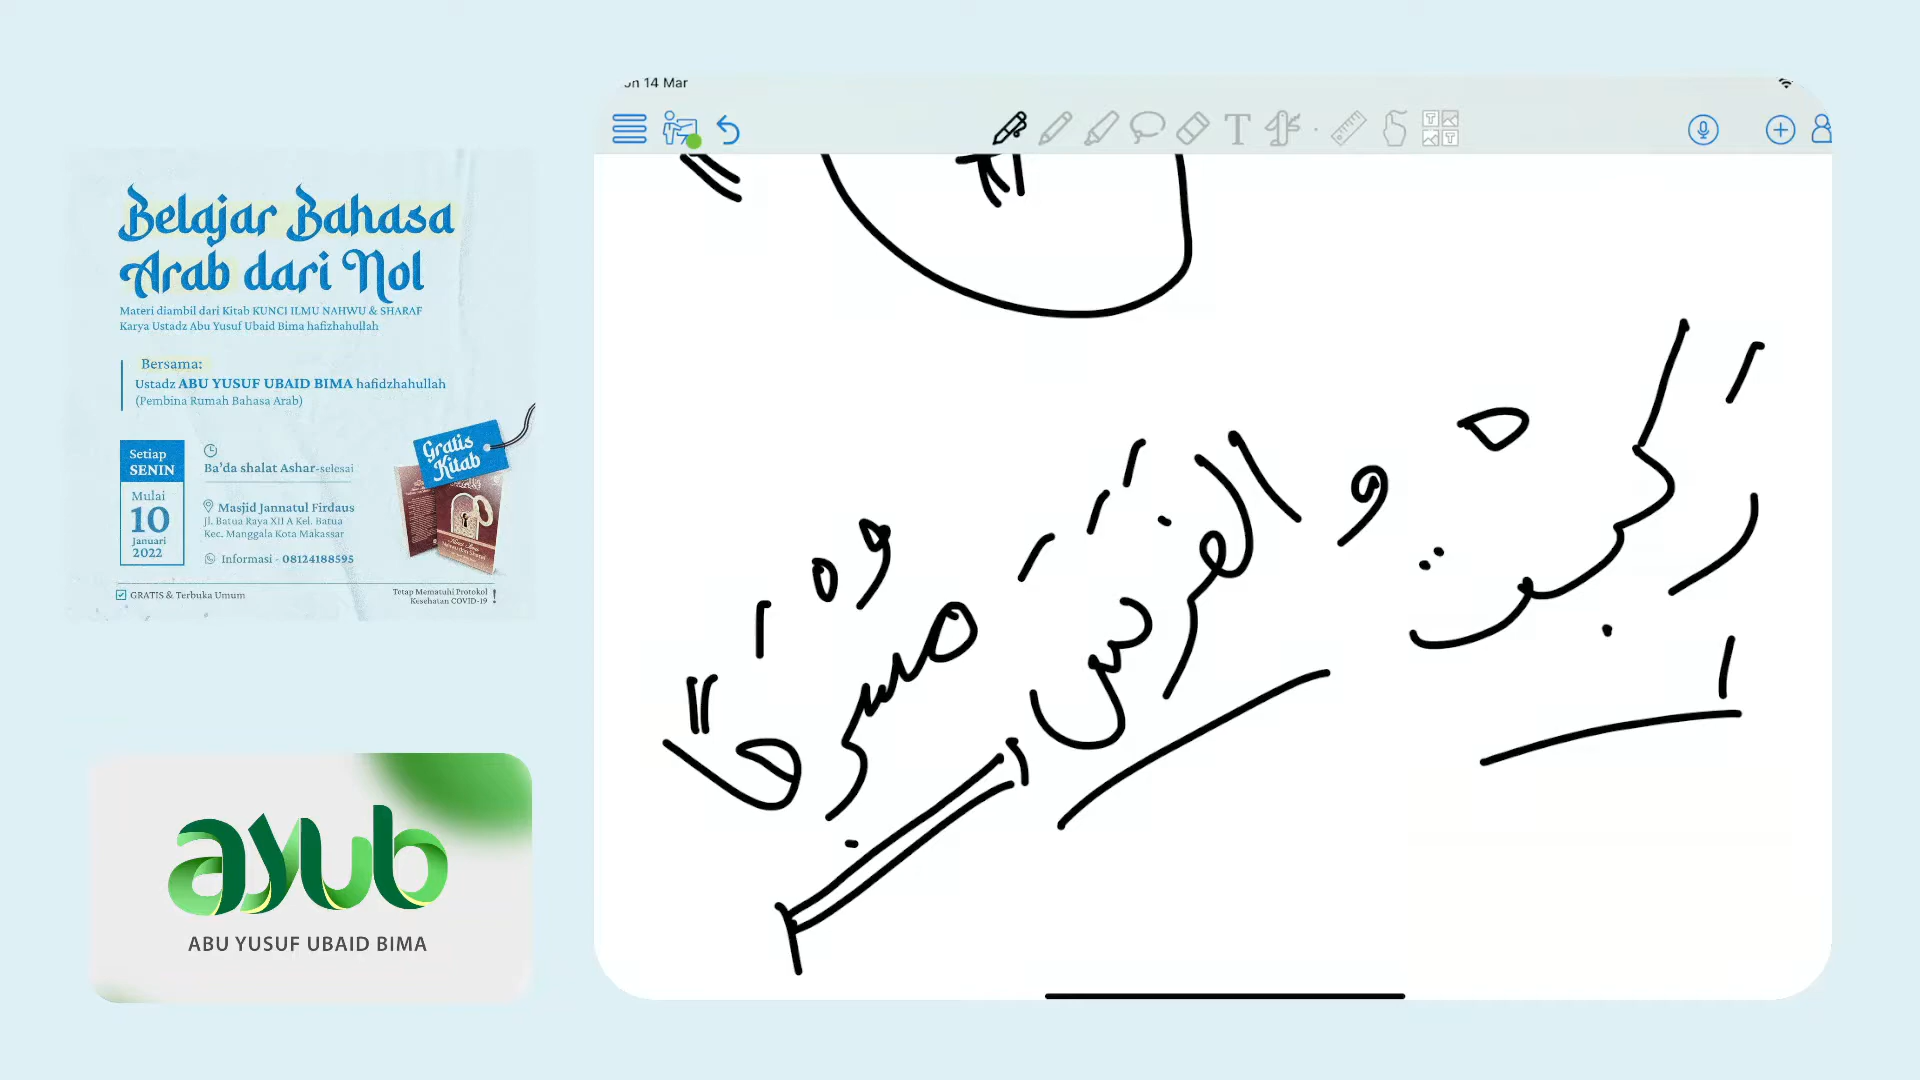 Belajar Bahasa
Arab dari Nol
Materi diambil dari Kitab KUNCI ILMU NAHWU & SHARAF
Karya Ustadz Abu Yusuf Ubaid Bima hafizhahullah
Bersama:
Ustadz ABU YUSUF UBAID BIMA hafidzhahullah
(Pembina Rumah Bahasa Arab)
Setiap
SENIN
Mulai
10
Januari
2022
Ba'da shalat Ashar-selesai
Masjid Jannatul Firdaus
Jl. Batua Raya XII A Kel. Batua
Kec. Manggala Kota Makassar
Informasi - 08124188595
Gratis
Kitab
GRATIS & Terbuka Umum
Tetap Mematuhi Protokol
Kesehatan COVID-19 !
ayub
ABU YUSUF UBAID BIMA
14 Mar
الفرس